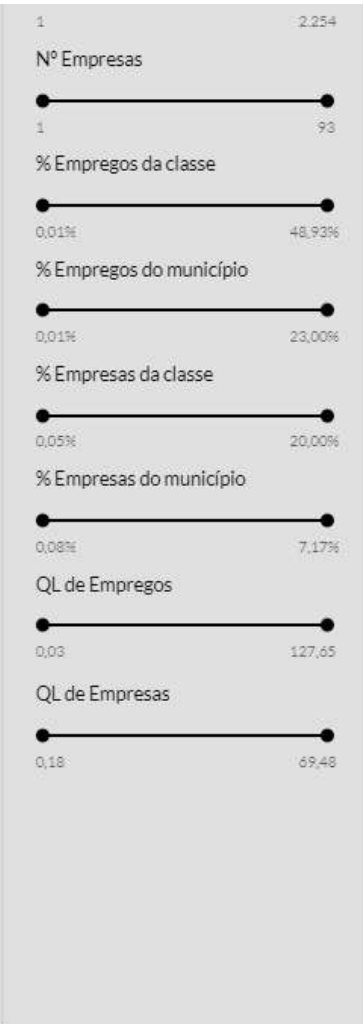 1 2.254
Nº Empresas
1 93
% Empregos da classe
0,01% 48,93%
% Empregos do município
0,01% 23,00%
% Empresas da classe
0,05% 20,00%
% Empresas do município
0,08% 7,17%
QL de Empregos
0,03 127,65
QL de Empresas
0,18 69,48